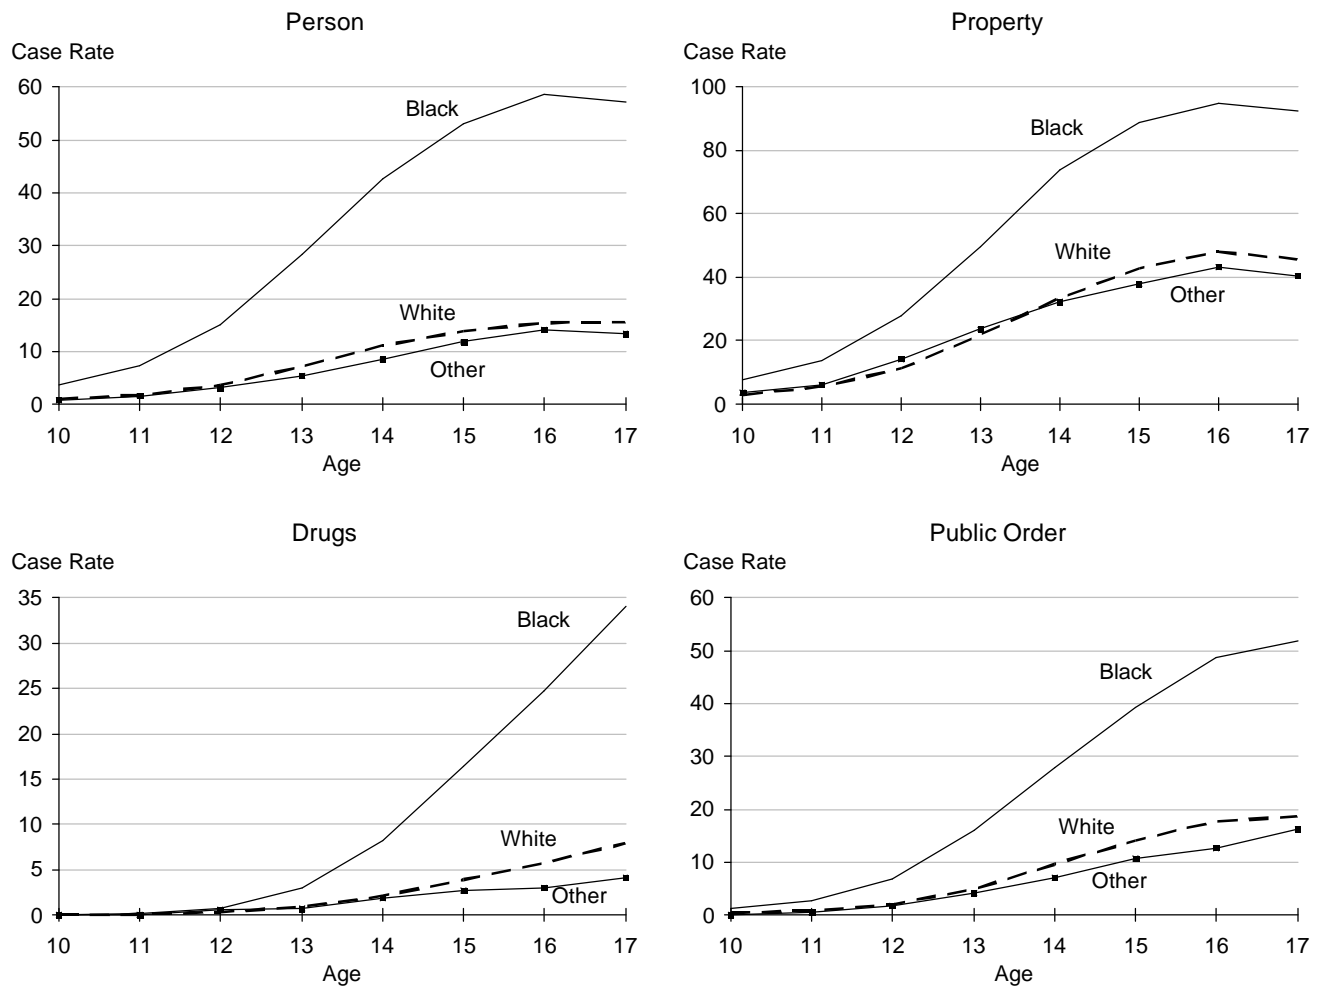 Person
Case Rate
60
50
40
30
20
10
0
Black
White
Other
10 11 12 13 14 15 16 17
Age
Property
Case Rate
100
80
60
40
20
0
Black
White
Other
10 11 12 13 14 15 16 17
Age
Drugs
Case Rate
35
30
25
20
15
10
5
0
Black
White
Other
10 11 12 13 14 15 16 17
Age
Public Order
Case Rate
60
50
40
30
20
10
0
Black
White
Other
10 11 12 13 14 15 16 17
Age